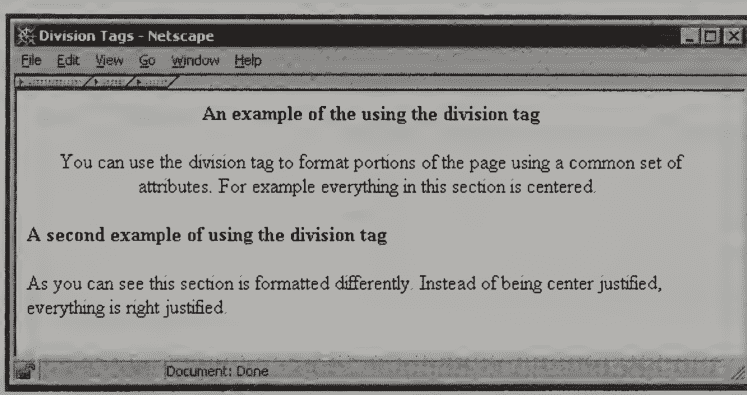 Division Tags - Netscape
File Edit View Go Window Help
An example of the using the division tag
You can use the division tag to format portions of the page using a common set of
attributes. For example everything in this section is centered.
A second example of using the division tag
As you can see this section is formatted differently. Instead of being center justified,
everything is right justified.
Document: Done